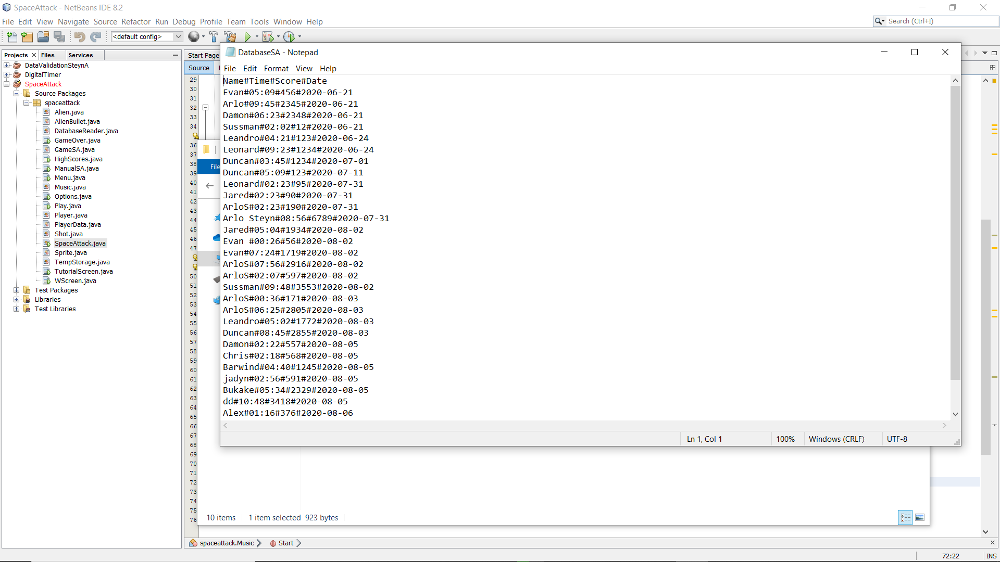 SpaceAttack - NetBeans IDE 8.2
File Edit View Navigate Source Refactor Run Debug Profile Team Tools Window Help
Search (Ctrl+I)
<default config>
Projects Files Services
DataValidationSteynA
DigitalTimer
SpaceAttack
Source Packages
spaceattack
Alien.java
AlienBullet.java
DatabaseReader.java
GameOver.java
GameSA.java
HighScores.java
ManualSA.java
Menu.java
Music.java
Options.java
Play.java
Player.java
PlayerData.java
Shot.java
SpaceAttack.java
Sprite.java
TempStorage.java
TutorialScreen.java
WScreen.java
Test Packages
Libraries
Test Libraries
Start Page
Source
29
30
31
32
33
34
36
37
38
39
40
41
42
43
44
45
46
47
50
51
52
53
54
55
56
57
58
59
60
61
62
63
64
65
66
67
68
69
70
71
72
73
74
75
76
File
DatabaseSA - Notepad
File Edit Format View Help
Name#Time#Score#Date
Evan#05:09#456#2020-06-21
Arlo#09:45#2345#2020-06-21
Damon#06:23#2348#2020-06-21
Sussman#02:02#12#2020-06-21
Leandro#04:21#123#2020-06-24
Leonard#09:23#1234#2020-06-24
Duncan#03:45#1234#2020-07-01
Duncan#05:09#123#2020-07-11
Leonard#02:23#95#2020-07-31
Jared#02:23#90#2020-07-31
ArloS#02:23#190#2020-07-31
Arlo Steyn#08:56#6789#2020-07-31
Jared#05:04#1934#2020-08-02
Evan #00:26#56#2020-08-02
Evan#07:24#1719#2020-08-02
ArloS#07:56#2916#2020-08-02
ArloS#02:07#597#2020-08-02
Sussman#09:48#3553#2020-08-02
ArloS#00:36#171#2020-08-03
ArloS#06:25#2805#2020-08-03
Leandro#05:02#1772#2020-08-03
Duncan#08:45#2855#2020-08-03
Damon#02:22#557#2020-08-05
Chris#02:18#568#2020-08-05
Barwind#04:40#1245#2020-08-05
jadyn#02:56#591#2020-08-05
Bukake#05:34#2329#2020-08-05
dd#10:48#3418#2020-08-05
Alex#01:16#376#2020-08-06
Ln 1, Col 1 100% Windows (CRLF) UTF-8
10 items 1 item selected 923 bytes
spaceattack.Music Start
72:22 INS